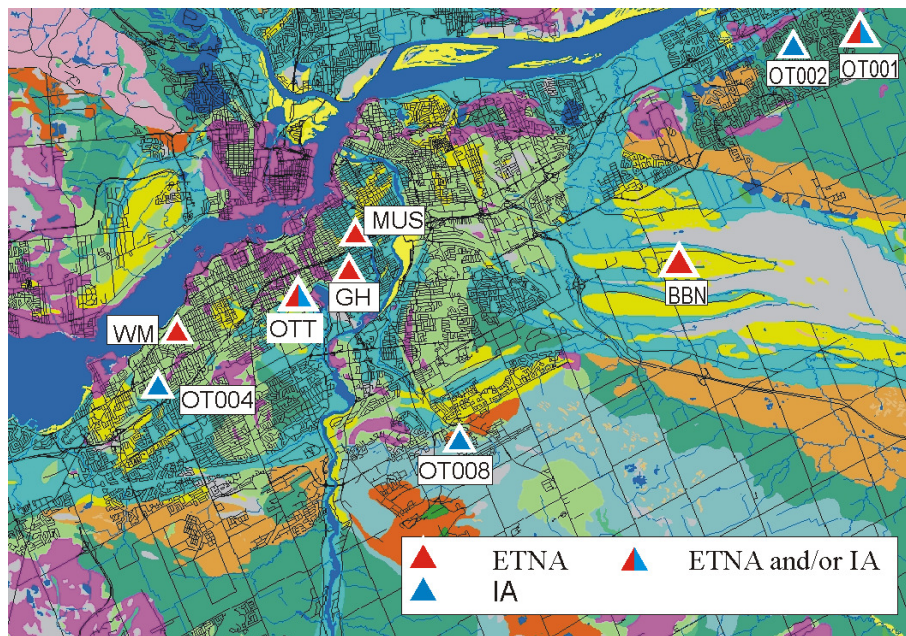 OT002
OT001
MUS
GH
BBN
OTT
WM
OT004
OT008
ETNA
ETNA and/or IA
IA